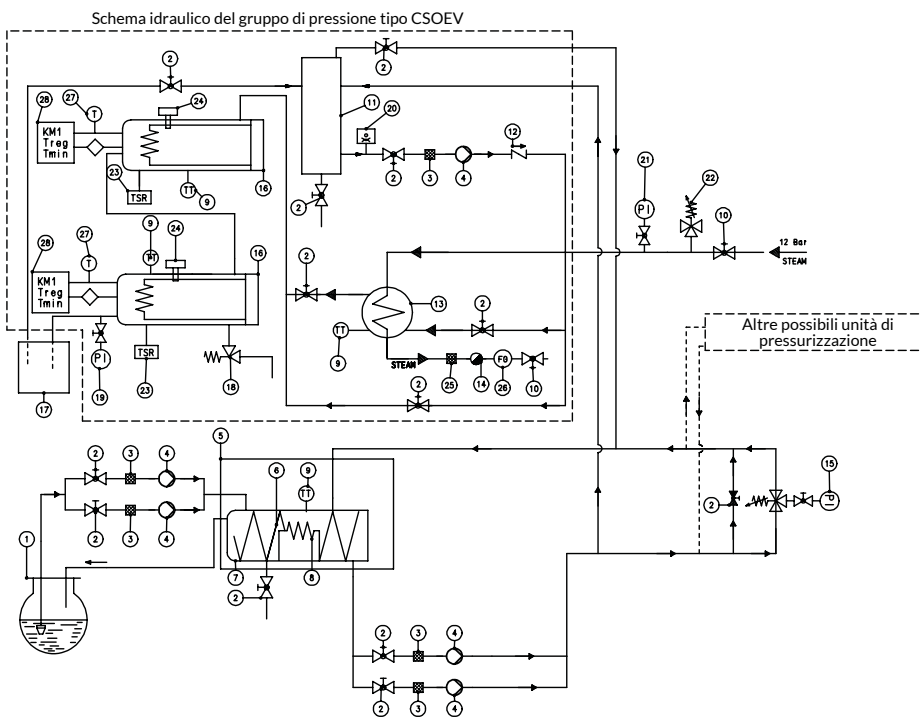 Schema idraulico del gruppo di pressione tipo CSOEV
2
2
28
27
24
T
KM1
Treg
Tmin
11
20
12
23
TSR
TT
9
16
2
2
3
4
21
PI
22
10
12 Bar
STEAM
9
24
16
28
27
T
TT
KM1
Treg
Tmin
2
13
2
TT
9
STEAM
FQ
25
14
26
10
PI
19
TSR
23
18
17
2
Altre possibili unità di
pressurizzazione
5
2
3
4
6
9
TT
2
3
4
15
PI
2
1
7
8
2
2
3
4
2
3
4